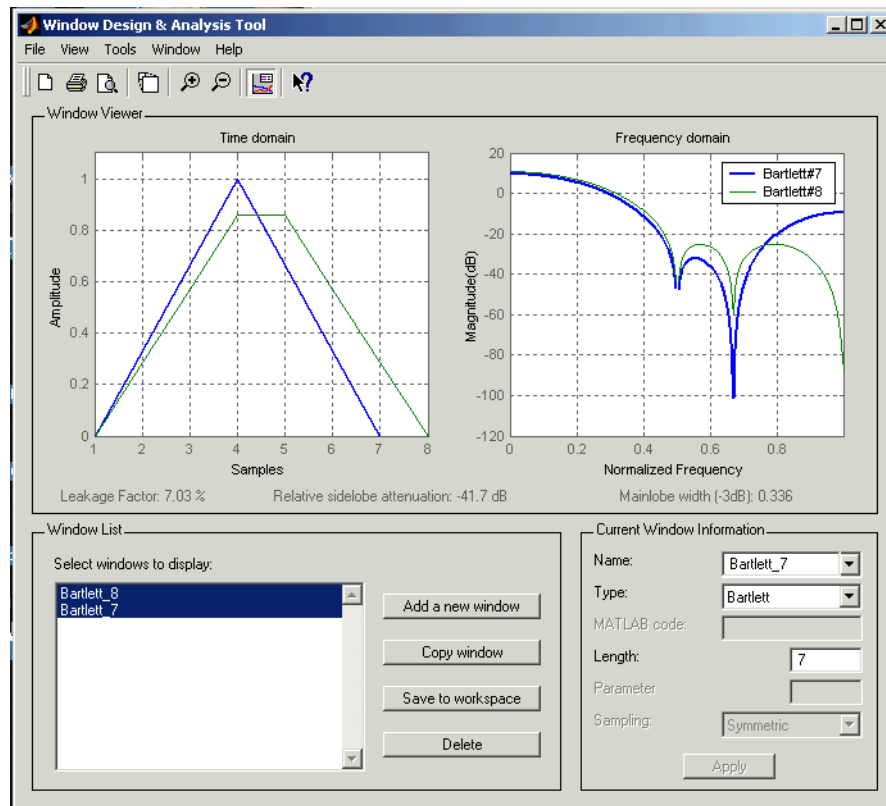 Window Design & Analysis Tool
File View Tools Window Help
Window Viewer
Time domain
1
0.8
0.6
0.4
0.2
0
Amplitude
1 2 3 4 5 6 7 8
Samples
Frequency domain
20
0
-20
-40
-60
-80
-100
-120
Magnitude(dB)
Bartlett#7
Bartlett#8
0 0.2 0.4 0.6 0.8
Normalized Frequency
Leakage Factor: 7.03 % Relative sidelobe attenuation: -41.7 dB Mainlobe width (-3dB): 0.336
Window List
Select windows to display:
Bartlett_8
Bartlett_7
Add a new window
Copy window
Save to workspace
Delete
Current Window Information
Name: Bartlett_7
Type: Bartlett
MATLAB code:
Length: 7
Parameter
Sampling: Symmetric
Apply